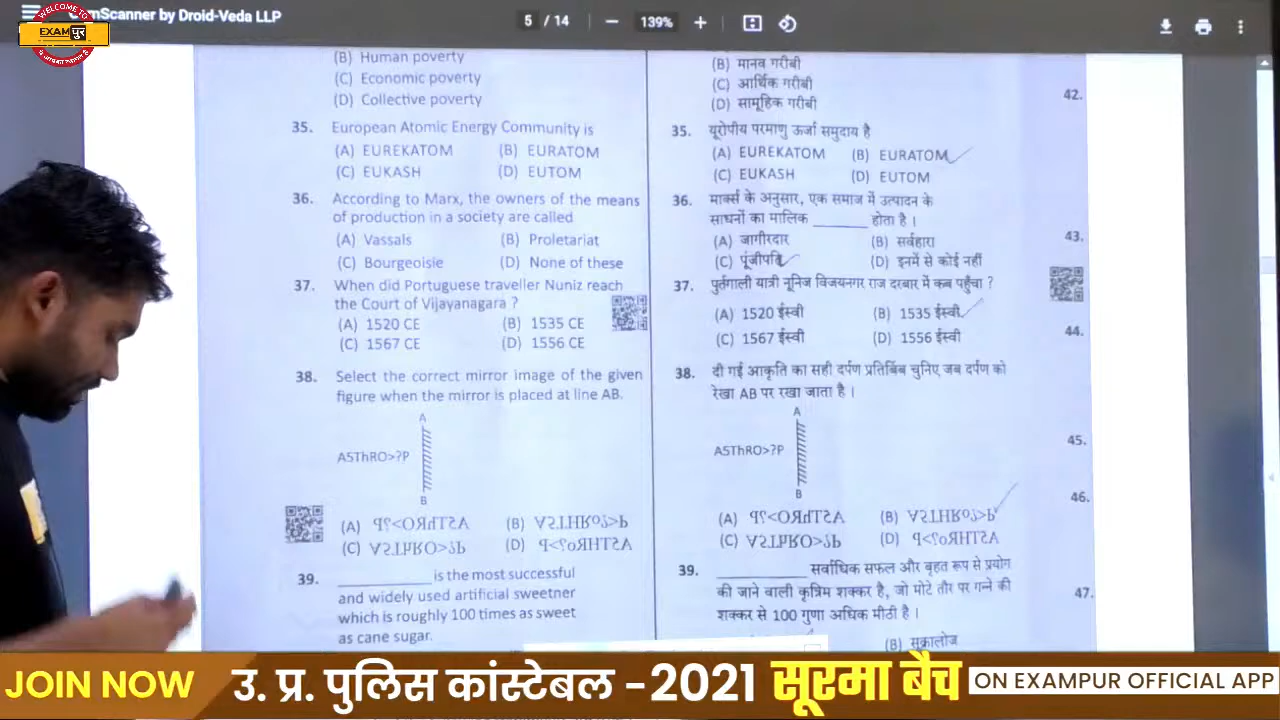 CamScanner by Droid-Veda LLP
5 / 14
139%
WELCOME TO
EXAMपुर
(B) Human poverty
(C) Economic poverty
(D) Collective poverty
35. European Atomic Energy Community is
(A) EUREKATOM (B) EURATOM
(C) EUKASH (D) EUTOM
36. According to Marx, the owners of the means
of production in a society are called
(A) Vassals (B) Proletariat
(C) Bourgeoisie (D) None of these
37. When did Portuguese traveller Nuniz reach
the Court of Vijayanagara ?
(A) 1520 CE (B) 1535 CE
(C) 1567 CE (D) 1556 CE
38. Select the correct mirror image of the given
figure when the mirror is placed at line AB.
A
A5ThRO>?P
B
(A) (B)
(C) (D)
39. __________ is the most successful
and widely used artificial sweetner
which is roughly 100 times as sweet
as cane sugar.
(B) मानव गरीबी
(C) आर्थिक गरीबी
(D) सामूहिक गरीबी
35. यूरोपीय परमाणु ऊर्जा समुदाय है
(A) EUREKATOM (B) EURATOM
(C) EUKASH (D) EUTOM
36. मार्क्स के अनुसार, एक समाज में उत्पादन के
साधनों का मालिक ______ होता है ।
(A) जागीरदार (B) सर्वहारा
(C) पूंजीपति (D) इनमें से कोई नहीं
37. पुर्तगाली यात्री नूनिज विजयनगर राज दरबार में कब पहुँचा ?
(A) 1520 ईस्वी (B) 1535 ईस्वी
(C) 1567 ईस्वी (D) 1556 ईस्वी
38. दी गई आकृति का सही दर्पण प्रतिबिंब चुनिए जब दर्पण को
रेखा AB पर रखा जाता है ।
A
A5ThRO>?P
B
(A) (B)
(C) (D)
39. __________ सर्वाधिक सफल और बृहत रूप से प्रयोग
की जाने वाली कृत्रिम शक्कर है, जो मोटे तौर पर गन्ने की
शक्कर से 100 गुणा अधिक मीठी है ।
(B) सुक्रालोज
42.
43.
44.
45.
46.
47.
JOIN NOW
उ. प्र. पुलिस कांस्टेबल -2021 सूरमा बैच
ON EXAMPUR OFFICIAL APP